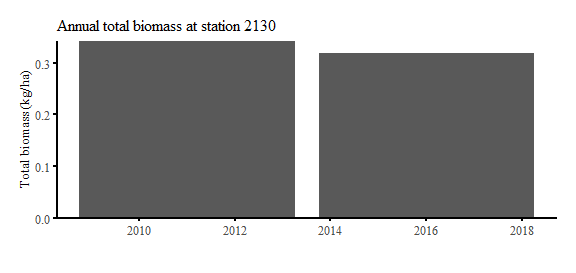 Annual total biomass at station 2130
Total biomass (kg/ha)
0.3
0.2
0.1
0.0
2010 2012 2014 2016 2018